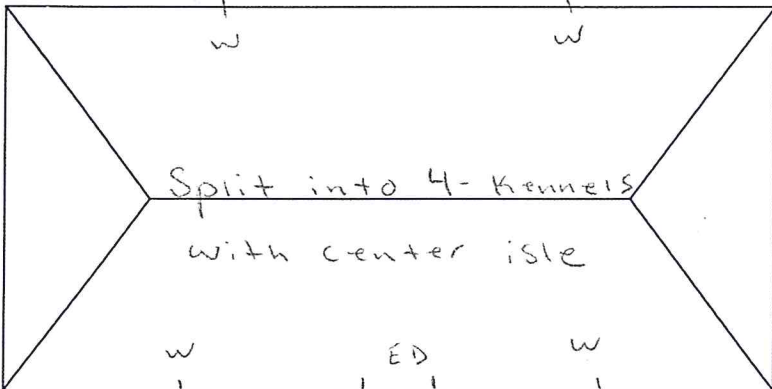 W W
Split into 4- Kennels
with center isle
W ED W